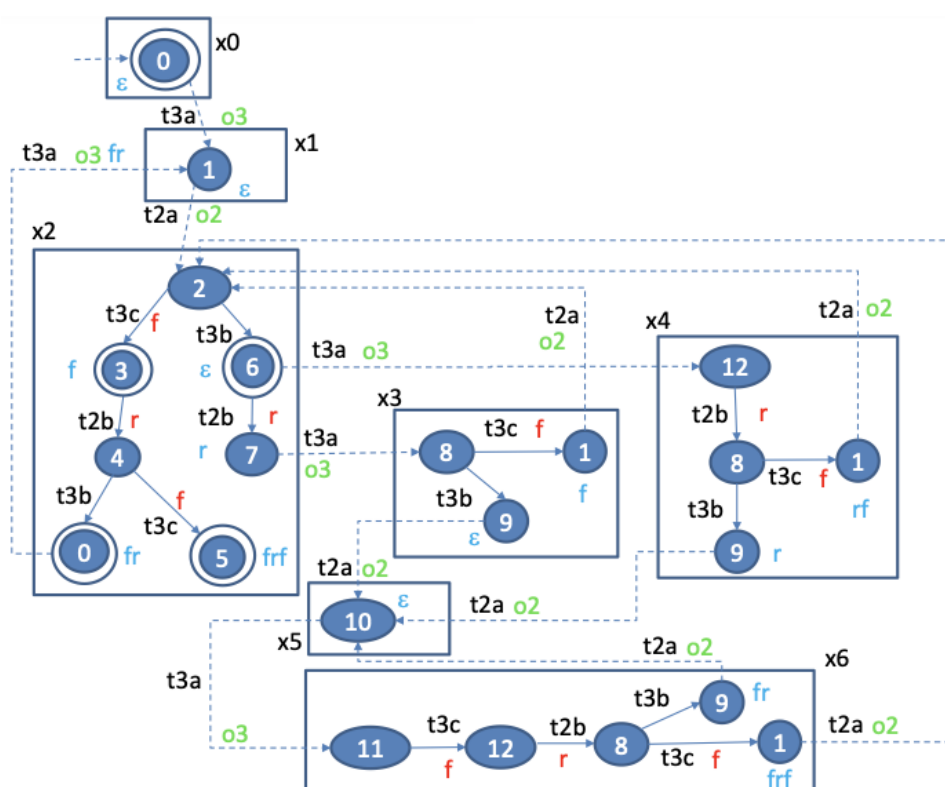 0 x0
ε
t3a o3
t3a o3 fr 1 x1
ε
t2a o2
x2
2
t3c f t3b
f 3 ε 6 t3a o3
t2b r t2b r
4 r 7 t3a
o3
t3b f
t3c
0 fr 5 frf
x3
8 t3c f 1
t3b f
ε 9
t2a
o2
x4
12
t2b r
8 t3c f 1
t3b rf
9 r
t2a o2
t2a o2
10 ε
x5
t2a o2
t3a
o3
t2a o2
x6
11 t3c 12 t2b 8 t3b 9 fr
f r t3c f 1 t2a o2
frf